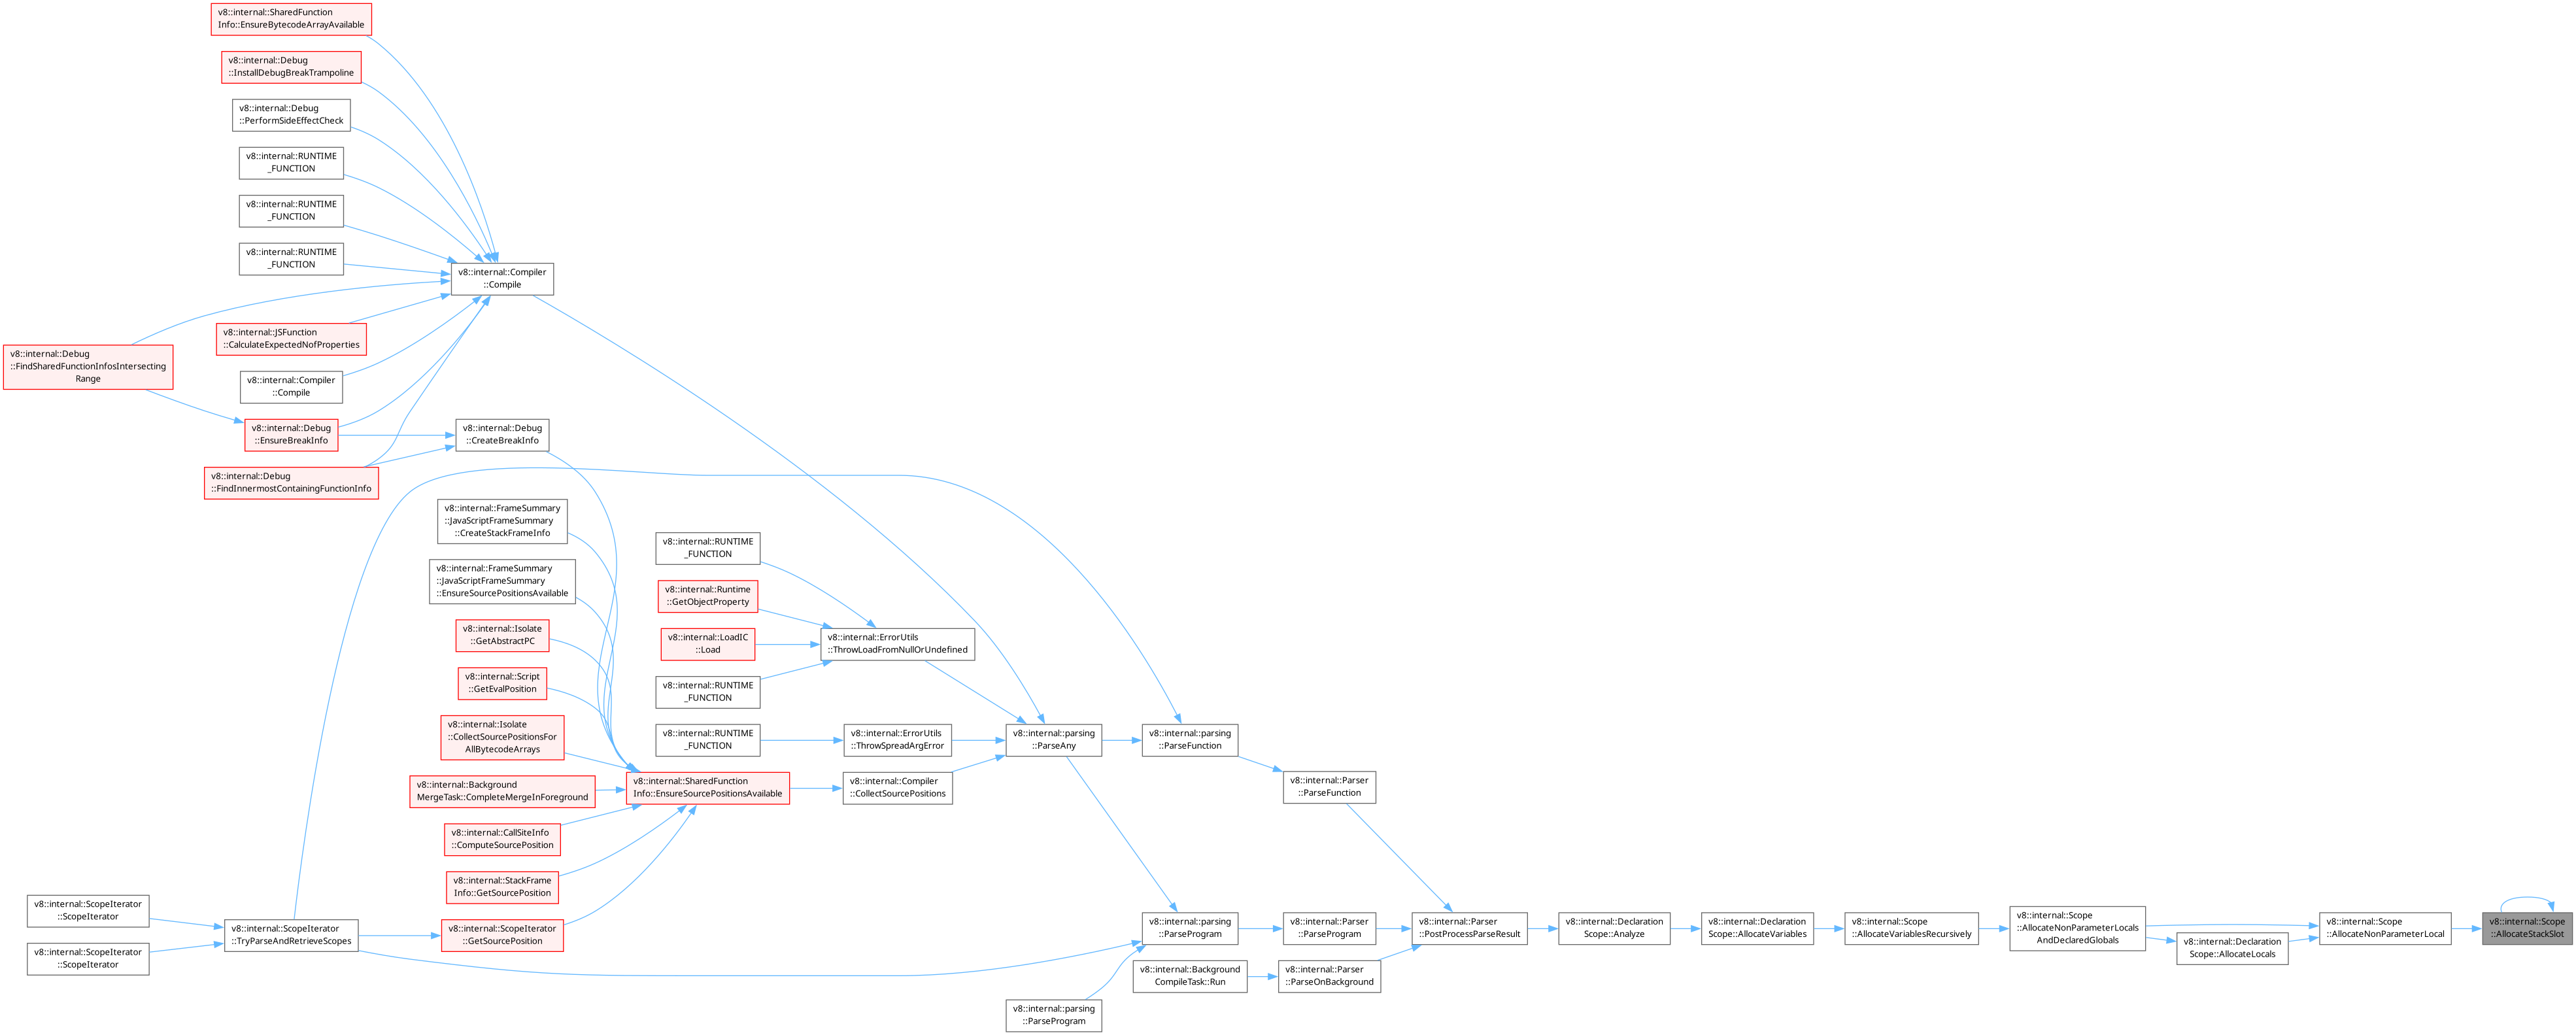 v8::internal::SharedFunction
Info::EnsureBytecodeArrayAvailable
v8::internal::Debug
::InstallDebugBreakTrampoline
v8::internal::Debug
::PerformSideEffectCheck
v8::internal::RUNTIME
_FUNCTION
v8::internal::RUNTIME
_FUNCTION
v8::internal::RUNTIME
_FUNCTION
v8::internal::Compiler
::Compile
v8::internal::JSFunction
::CalculateExpectedNofProperties
v8::internal::Debug
::FindSharedFunctionInfosIntersecting
Range
v8::internal::Compiler
::Compile
v8::internal::Debug
::EnsureBreakInfo
v8::internal::Debug
::CreateBreakInfo
v8::internal::Debug
::FindInnermostContainingFunctionInfo
v8::internal::FrameSummary
::JavaScriptFrameSummary
::CreateStackFrameInfo
v8::internal::RUNTIME
_FUNCTION
v8::internal::FrameSummary
::JavaScriptFrameSummary
::EnsureSourcePositionsAvailable
v8::internal::Runtime
::GetObjectProperty
v8::internal::Isolate
::GetAbstractPC
v8::internal::LoadIC
::Load
v8::internal::ErrorUtils
::ThrowLoadFromNullOrUndefined
v8::internal::Script
::GetEvalPosition
v8::internal::RUNTIME
_FUNCTION
v8::internal::Isolate
::CollectSourcePositionsFor
AllBytecodeArrays
v8::internal::RUNTIME
_FUNCTION
v8::internal::ErrorUtils
::ThrowSpreadArgError
v8::internal::parsing
::ParseAny
v8::internal::parsing
::ParseFunction
v8::internal::Background
MergeTask::CompleteMergeInForeground
v8::internal::SharedFunction
Info::EnsureSourcePositionsAvailable
v8::internal::Compiler
::CollectSourcePositions
v8::internal::Parser
::ParseFunction
v8::internal::CallSiteInfo
::ComputeSourcePosition
v8::internal::StackFrame
Info::GetSourcePosition
v8::internal::ScopeIterator
::ScopeIterator
v8::internal::ScopeIterator
::TryParseAndRetrieveScopes
v8::internal::ScopeIterator
::GetSourcePosition
v8::internal::parsing
::ParseProgram
v8::internal::Parser
::ParseProgram
v8::internal::Parser
::PostProcessParseResult
v8::internal::Declaration
Scope::Analyze
v8::internal::Declaration
Scope::AllocateVariables
v8::internal::Scope
::AllocateVariablesRecursively
v8::internal::Scope
::AllocateNonParameterLocals
AndDeclaredGlobals
v8::internal::Declaration
Scope::AllocateLocals
v8::internal::Scope
::AllocateNonParameterLocal
v8::internal::Scope
::AllocateStackSlot
v8::internal::ScopeIterator
::ScopeIterator
v8::internal::Background
CompileTask::Run
v8::internal::Parser
::ParseOnBackground
v8::internal::parsing
::ParseProgram